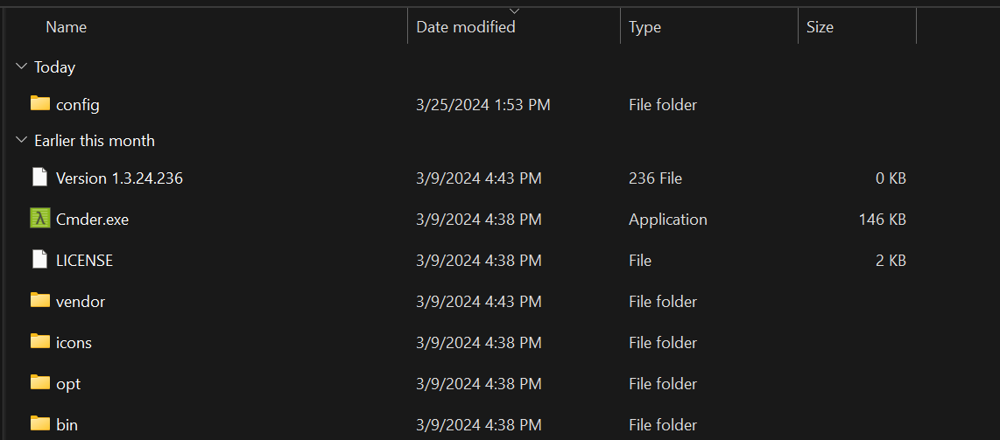 Name Date modified Type Size
Today
config 3/25/2024 1:53 PM File folder
Earlier this month
Version 1.3.24.236 3/9/2024 4:43 PM 236 File 0 KB
Cmder.exe 3/9/2024 4:38 PM Application 146 KB
LICENSE 3/9/2024 4:38 PM File 2 KB
vendor 3/9/2024 4:43 PM File folder
icons 3/9/2024 4:38 PM File folder
opt 3/9/2024 4:38 PM File folder
bin 3/9/2024 4:38 PM File folder